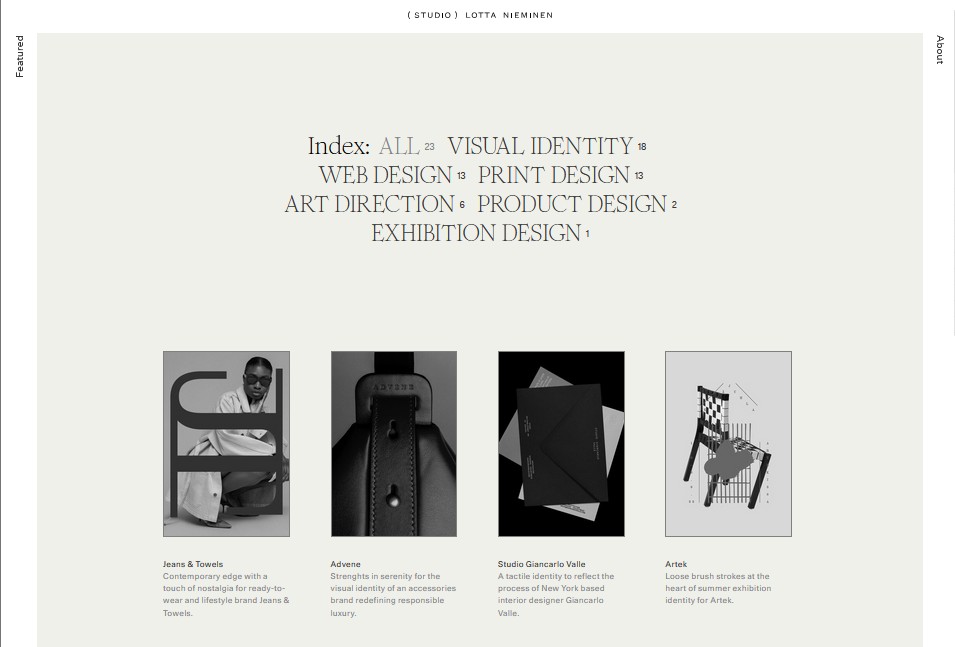 ( STUDIO ) LOTTA NIEMINEN
Featured
About
Index: ALL 23 VISUAL IDENTITY 18
WEB DESIGN 13 PRINT DESIGN 13
ART DIRECTION 6 PRODUCT DESIGN 2
EXHIBITION DESIGN 1
ADVENE
Jeans & Towels
Contemporary edge with a
touch of nostalgia for ready-to-
wear and lifestyle brand Jeans &
Towels.
Advene
Strenghts in serenity for the
visual identity of an accessories
brand redefining responsible
luxury.
Studio Giancarlo Valle
A tactile identity to reflect the
process of New York based
interior designer Giancarlo
Valle.
Artek
Loose brush strokes at the
heart of summer exhibition
identity for Artek.